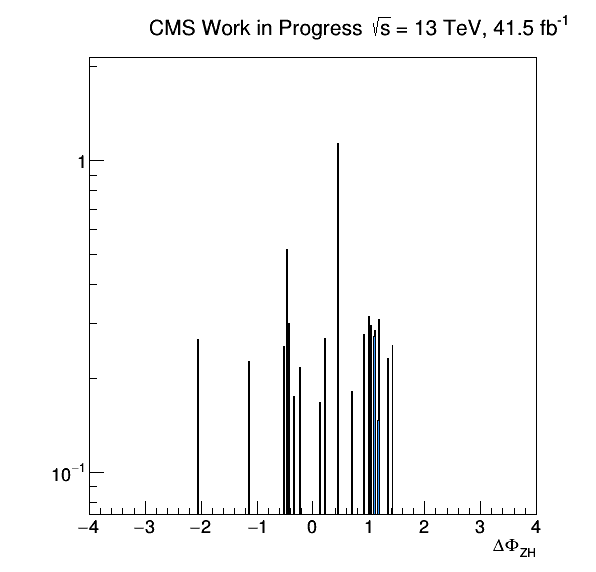 CMS Work in Progress √s = 13 TeV, 41.5 fb⁻¹
1
10⁻¹
−4 −3 −2 −1 0 1 2 3 4
ΔΦ_ZH